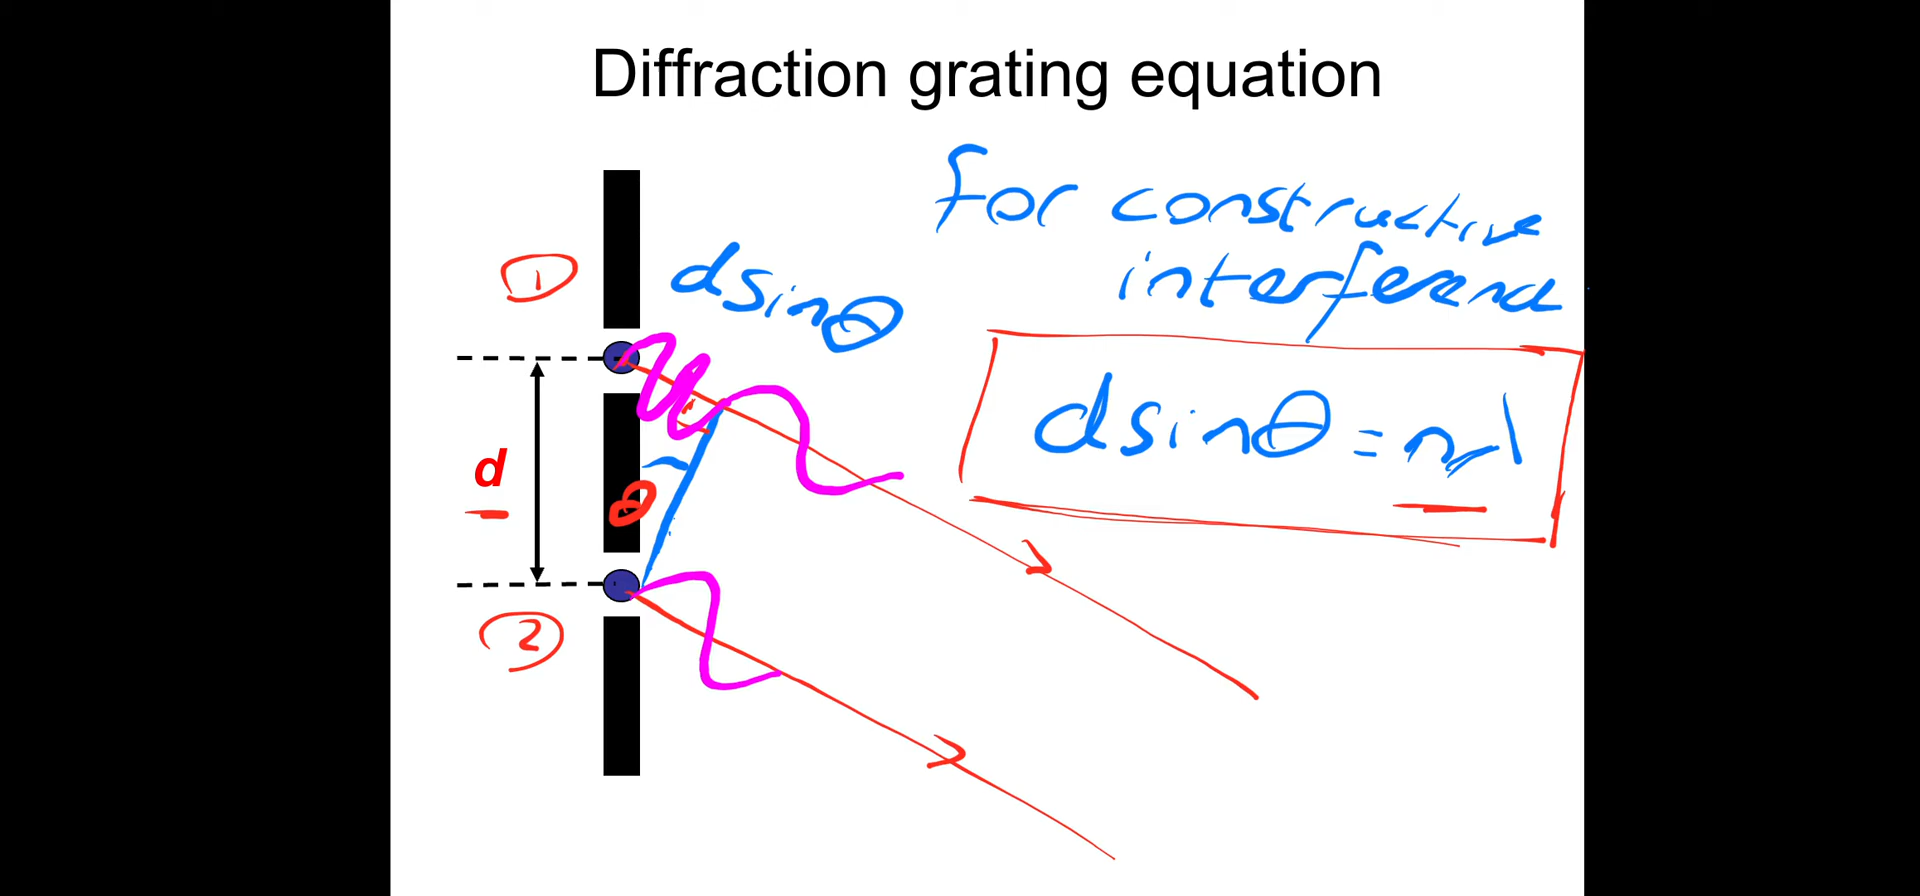 Diffraction grating equation
for constructive
interference
①
dsinθ
dsinθ = nλ
d
θ
②